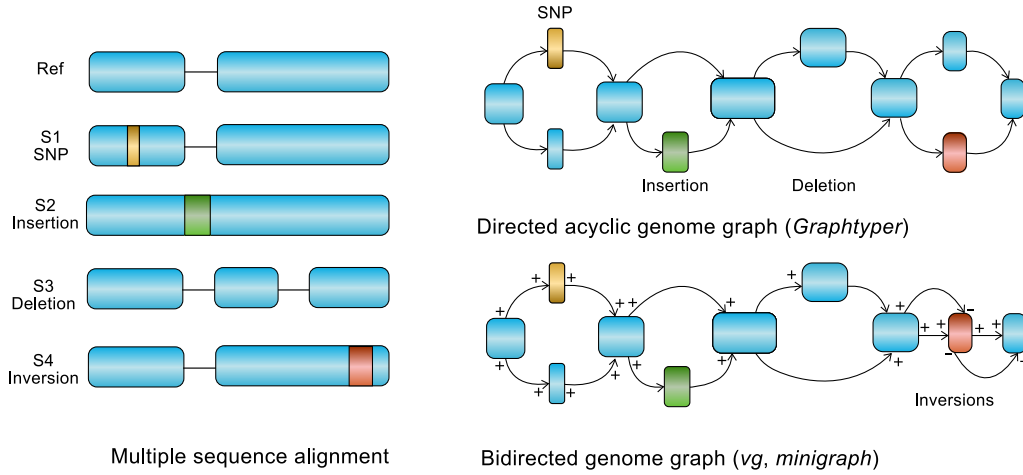 Ref
S1
SNP
S2
Insertion
S3
Deletion
S4
Inversion
Multiple sequence alignment
SNP
Insertion
Deletion
Directed acyclic genome graph (Graphtyper)
+ + + + + +
+ + + + + - + + + + -
+ + + + + + - -
Inversions
Bidirected genome graph (vg, minigraph)